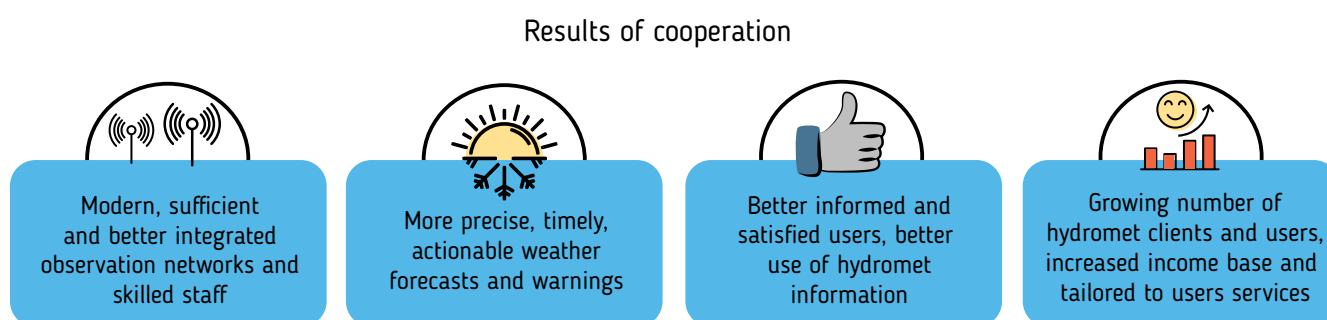 Results of cooperation
Modern, sufficient
and better integrated
observation networks and
skilled staff
More precise, timely,
actionable weather
forecasts and warnings
Better informed and
satisfied users, better
use of hydromet
information
Growing number of
hydromet clients and users,
increased income base and
tailored to users services